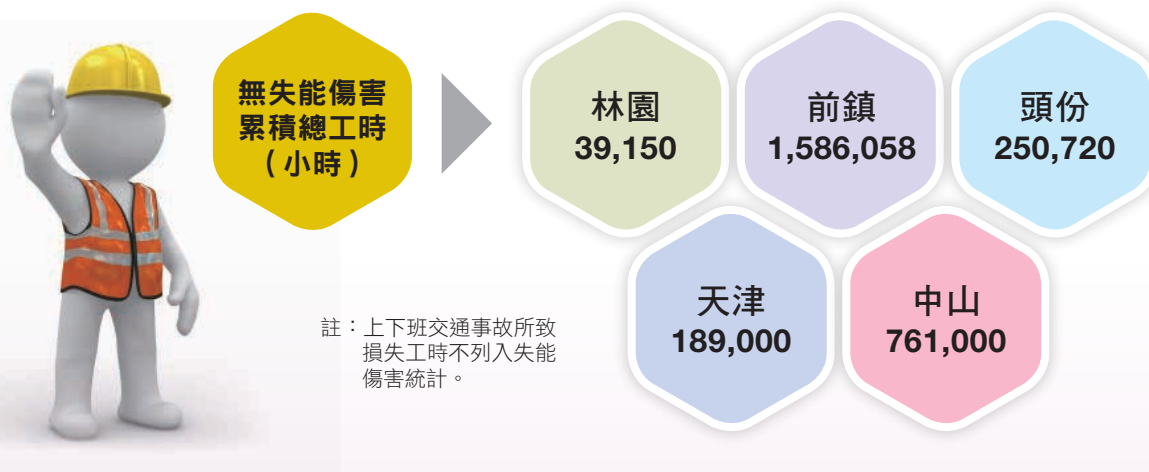 無失能傷害
累積總工時
(小時)
林園
39,150
前鎮
1,586,058
頭份
250,720
天津
189,000
中山
761,000
註：上下班交通事故所致
損失工時不列入失能
傷害統計。